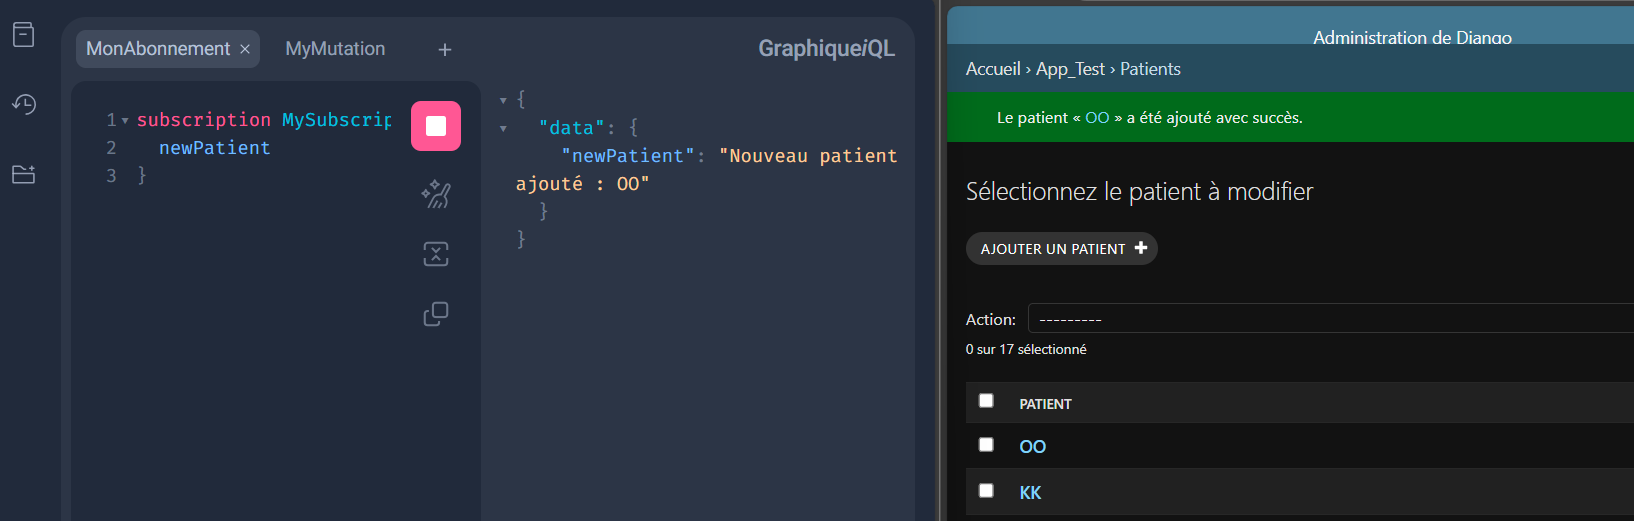 MonAbonnement ×
MyMutation
+
GraphiqueiQL
1 subscription MySubscrip
2 newPatient
3 }
{
"data": {
"newPatient": "Nouveau patient
ajouté : OO"
}
}
Administration de Django
Accueil › App_Test › Patients
Le patient « OO » a été ajouté avec succès.
Sélectionnez le patient à modifier
AJOUTER UN PATIENT +
Action: ---------
0 sur 17 sélectionné
PATIENT
OO
KK